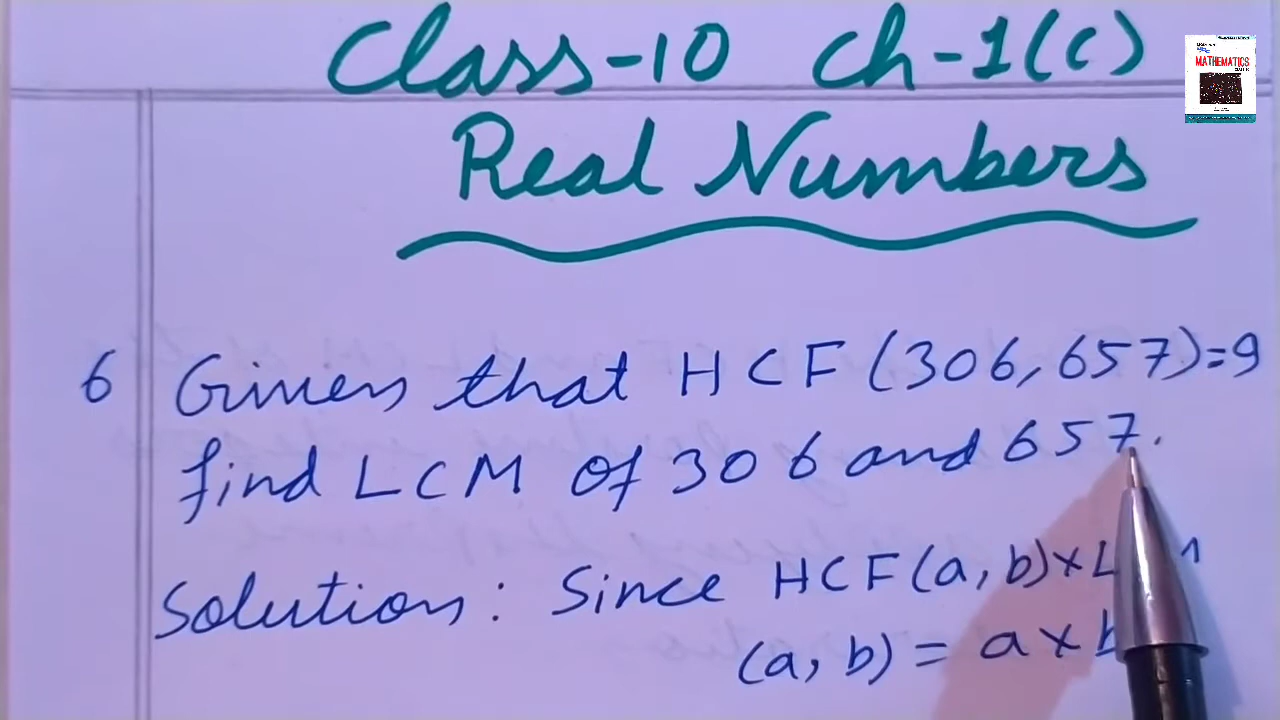 Class-10 Ch-1(c)
MATHEMATICS
Real Numbers
6 Given that HCF(306,657)=9
find LCM of 306 and 657.
Solution: Since HCF(a,b)×
(a,b) = a×b